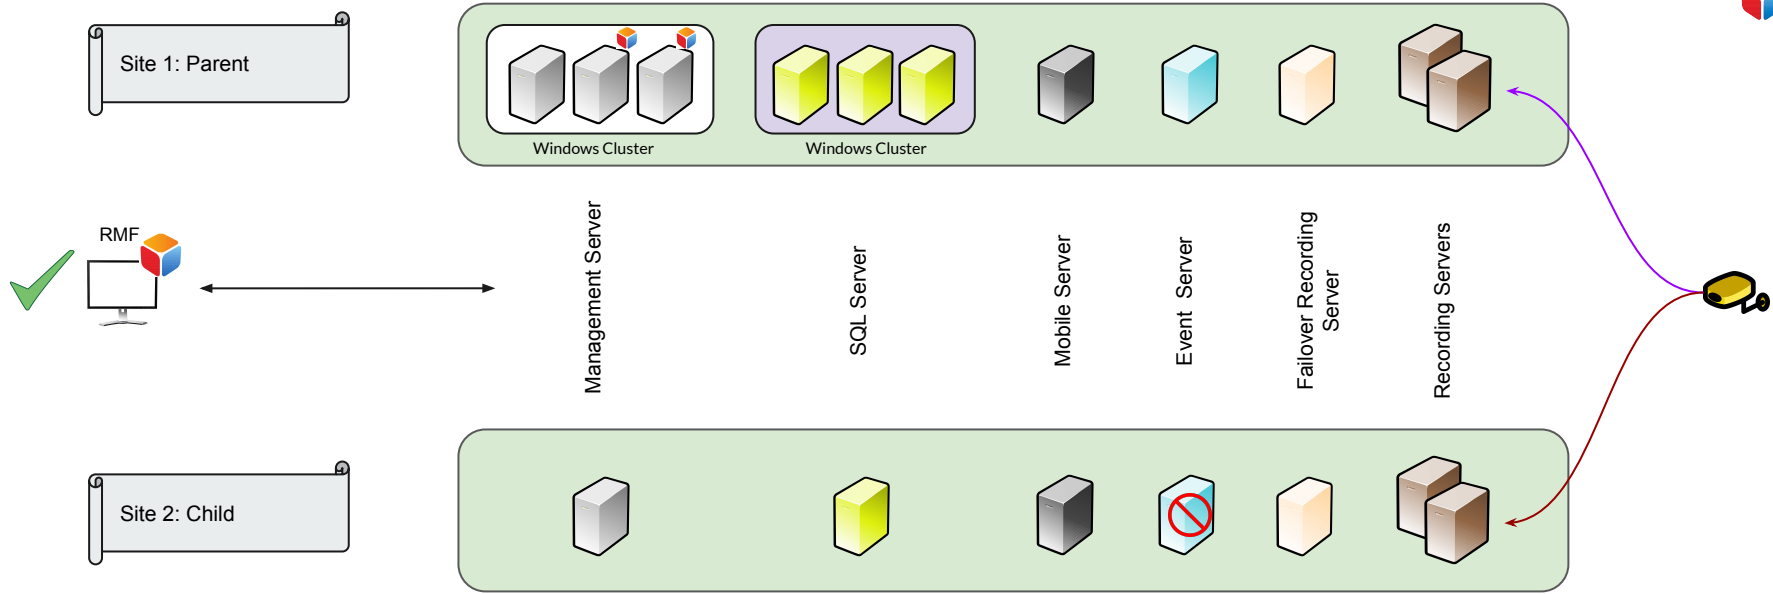 Site 1: Parent
Windows Cluster
Windows Cluster
RMF
Management Server
SQL Server
Mobile Server
Event  Server
Failover Recording
Server
Recording Servers
Site 2: Child